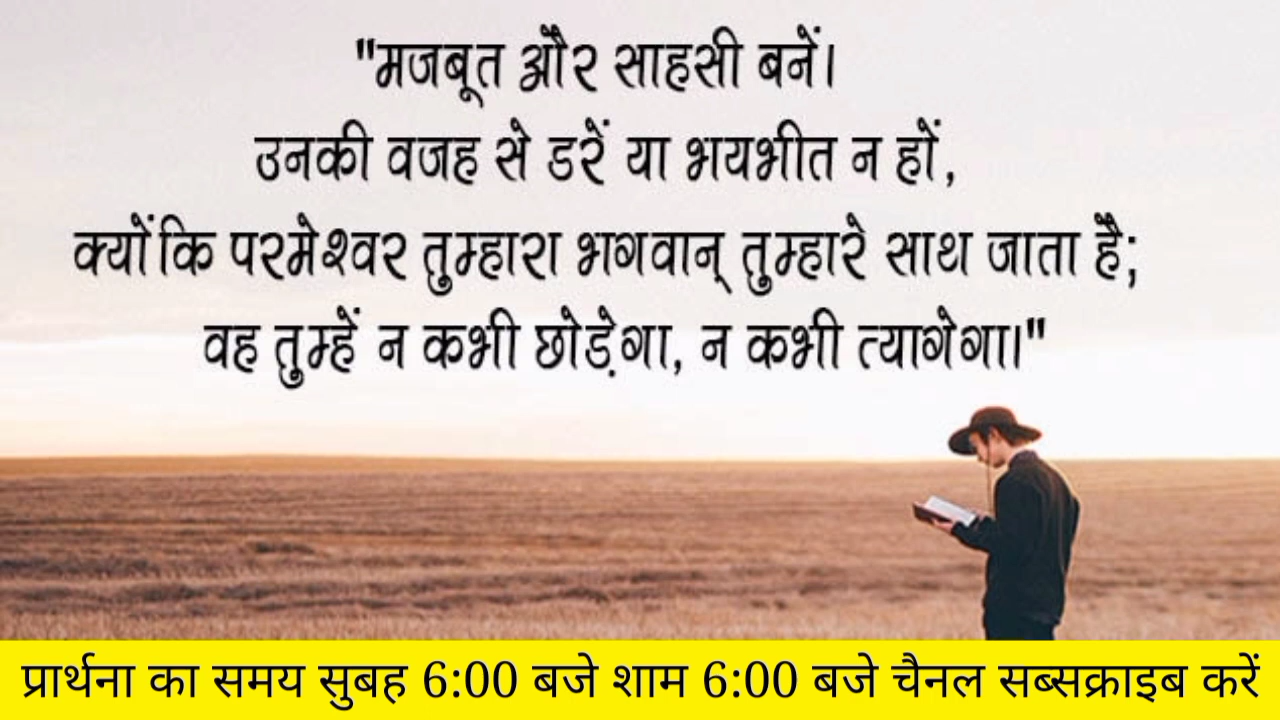 "मजबूत और साहसी बनें।
उनकी वजह से डरें या भयभीत न हों,
क्योंकि परमेश्वर तुम्हारा भगवान् तुम्हारे साथ जाता है;
वह तुम्हें न कभी छोड़ेगा, न कभी त्यागेगा।"
प्रार्थना का समय सुबह 6:00 बजे शाम 6:00 बजे चैनल सब्सक्राइब करें